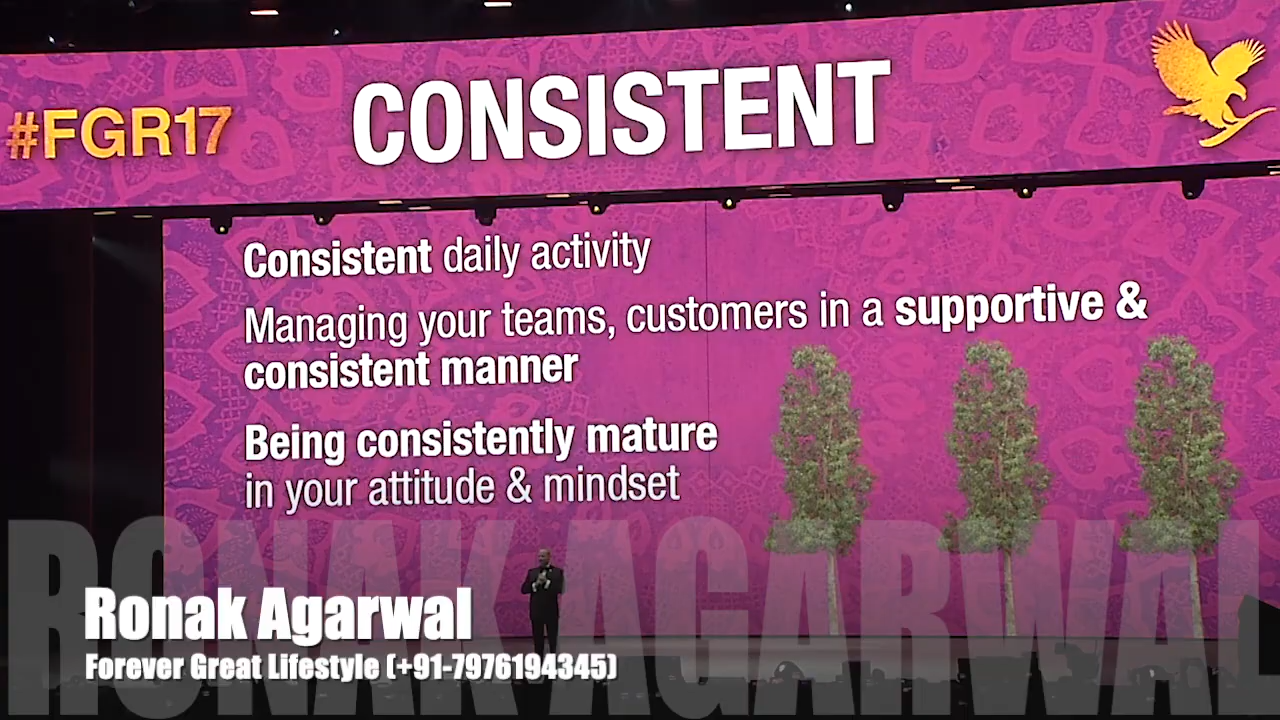 #FGR17
CONSISTENT
Consistent daily activity
Managing your teams, customers in a supportive &
consistent manner
Being consistently mature
in your attitude & mindset
RONAK AGARWAL
Ronak Agarwal
Forever Great Lifestyle (+91-7976194345)